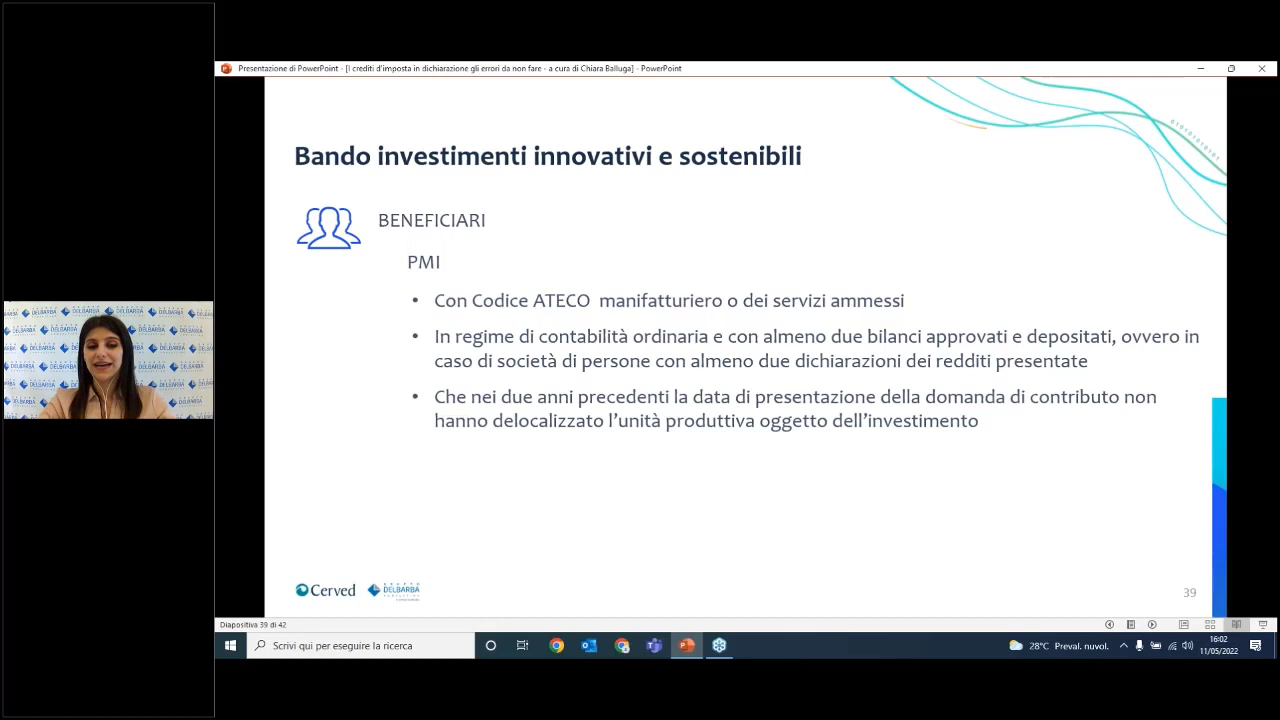 Presentazione di PowerPoint - [I crediti d'imposta in dichiarazione gli errori da non fare - a cura di Chiara Balluga] - PowerPoint
Bando investimenti innovativi e sostenibili
BENEFICIARI
PMI
• Con Codice ATECO manifatturiero o dei servizi ammessi
• In regime di contabilità ordinaria e con almeno due bilanci approvati e depositati, ovvero in
caso di società di persone con almeno due dichiarazioni dei redditi presentate
• Che nei due anni precedenti la data di presentazione della domanda di contributo non
hanno delocalizzato l'unità produttiva oggetto dell'investimento
Cerved
GRUPPO
DELBARBA
39
Diapositiva 39 di 42
Scrivi qui per eseguire la ricerca
28°C Preval. nuvol.
16:02
11/05/2022